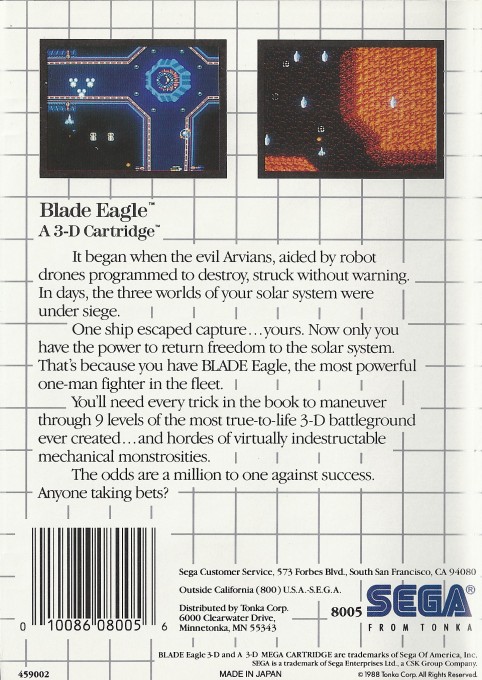 Blade Eagle™
A 3-D Cartridge™
It began when the evil Arvians, aided by robot
drones programmed to destroy, struck without warning.
In days, the three worlds of your solar system were
under siege.
One ship escaped capture...yours. Now only you
have the power to return freedom to the solar system.
That's because you have BLADE Eagle, the most powerful
one-man fighter in the fleet.
You'll need every trick in the book to maneuver
through 9 levels of the most true-to-life 3-D battleground
ever created...and hordes of virtually indestructable
mechanical monstrosities.
The odds are a million to one against success.
Anyone taking bets?
Sega Customer Service, 573 Forbes Blvd., South San Francisco, CA 94080
Outside California (800) U.S.A.-S.E.G.A.
Distributed by Tonka Corp.
6000 Clearwater Drive,
Minnetonka, MN 55343
8005
SEGA®
FROM TONKA
0 10086 08005 6
BLADE Eagle 3-D and A 3-D MEGA CARTRIDGE are trademarks of Sega Of America, Inc.
SEGA is a trademark of Sega Enterprises Ltd., a CSK Group Company.
459002
MADE IN JAPAN
© 1988 Tonka Corp. All Rights Reserved.